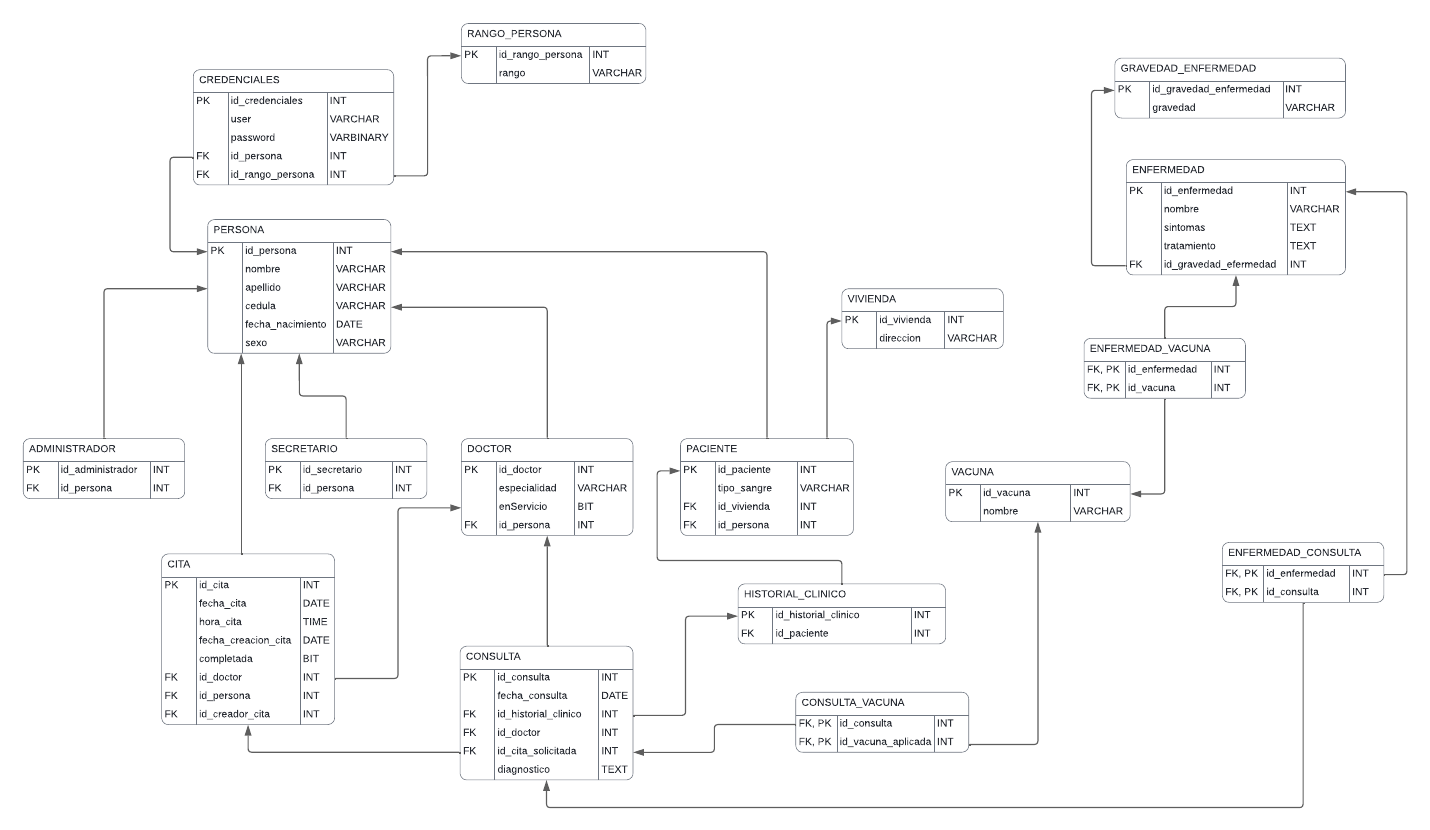 RANGO_PERSONA
PK id_rango_persona INT
rango VARCHAR
CREDENCIALES
PK id_credenciales INT
user VARCHAR
password VARBINARY
FK id_persona INT
FK id_rango_persona INT
GRAVEDAD_ENFERMEDAD
PK id_gravedad_enfermedad INT
gravedad VARCHAR
ENFERMEDAD
PK id_enfermedad INT
nombre VARCHAR
sintomas TEXT
tratamiento TEXT
FK id_gravedad_efermedad INT
PERSONA
PK id_persona INT
nombre VARCHAR
apellido VARCHAR
cedula VARCHAR
fecha_nacimiento DATE
sexo VARCHAR
VIVIENDA
PK id_vivienda INT
direccion VARCHAR
ENFERMEDAD_VACUNA
FK, PK id_enfermedad INT
FK, PK id_vacuna INT
ADMINISTRADOR
PK id_administrador INT
FK id_persona INT
SECRETARIO
PK id_secretario INT
FK id_persona INT
DOCTOR
PK id_doctor INT
especialidad VARCHAR
enServicio BIT
FK id_persona INT
PACIENTE
PK id_paciente INT
tipo_sangre VARCHAR
FK id_vivienda INT
FK id_persona INT
VACUNA
PK id_vacuna INT
nombre VARCHAR
ENFERMEDAD_CONSULTA
FK, PK id_enfermedad INT
FK, PK id_consulta INT
CITA
PK id_cita INT
fecha_cita DATE
hora_cita TIME
fecha_creacion_cita DATE
completada BIT
FK id_doctor INT
FK id_persona INT
FK id_creador_cita INT
HISTORIAL_CLINICO
PK id_historial_clinico INT
FK id_paciente INT
CONSULTA
PK id_consulta INT
fecha_consulta DATE
FK id_historial_clinico INT
FK id_doctor INT
FK id_cita_solicitada INT
diagnostico TEXT
CONSULTA_VACUNA
FK, PK id_consulta INT
FK, PK id_vacuna_aplicada INT